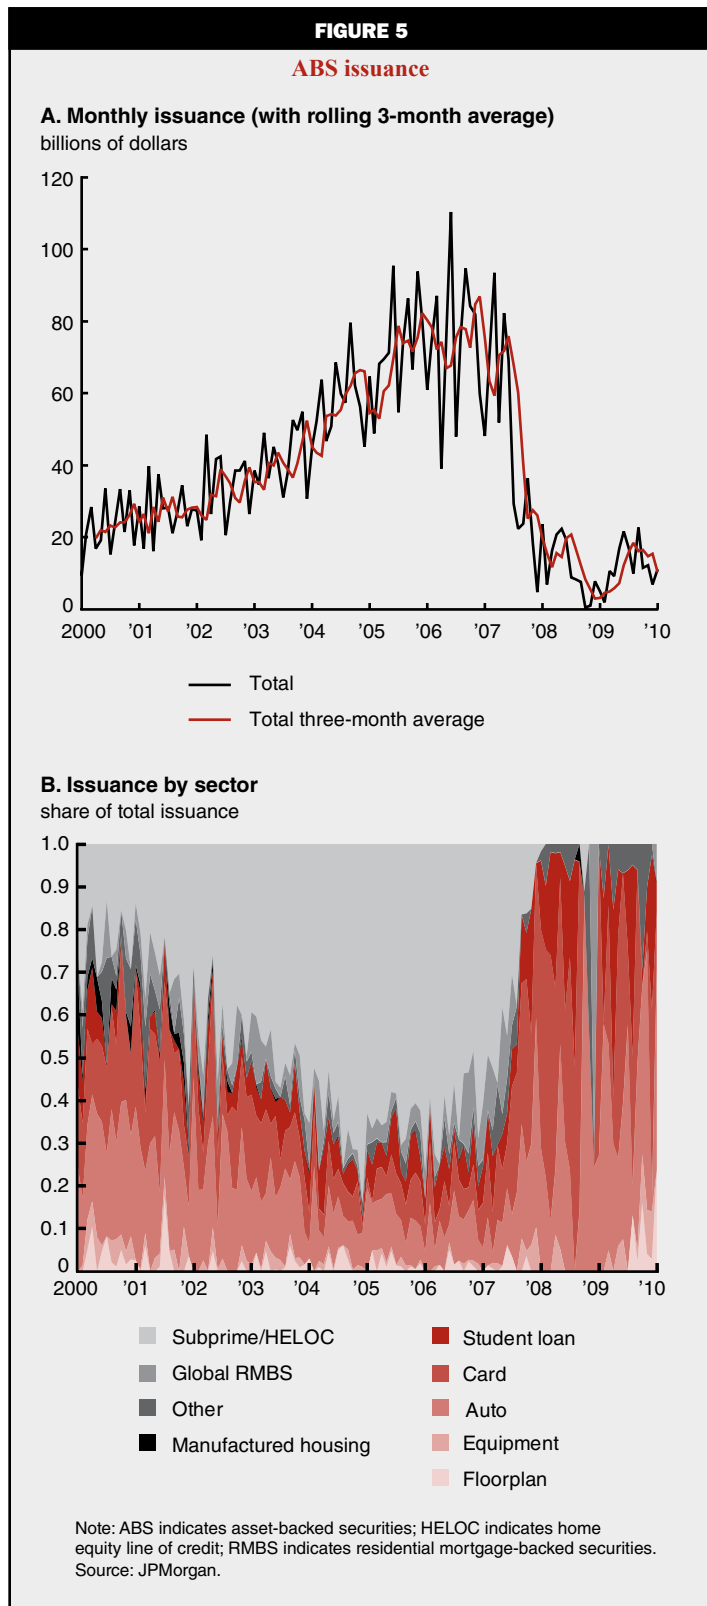 FIGURE 5
ABS issuance
A. Monthly issuance (with rolling 3-month average)
billions of dollars
120
100
80
60
40
20
0
2000 ’01 ’02 ’03 ’04 ’05 ’06 ’07 ’08 ’09 ’10
Total
Total three-month average
B. Issuance by sector
share of total issuance
1.0
0.9
0.8
0.7
0.6
0.5
0.4
0.3
0.2
0.1
0
2000 ’01 ’02 ’03 ’04 ’05 ’06 ’07 ’08 ’09 ’10
Subprime/HELOC
Global RMBS
Other
Manufactured housing
Student loan
Card
Auto
Equipment
Floorplan
Note: ABS indicates asset-backed securities; HELOC indicates home
equity line of credit; RMBS indicates residential mortgage-backed securities.
Source: JPMorgan.